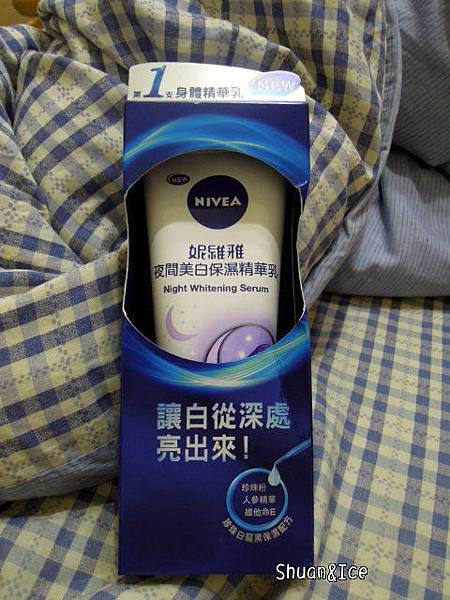 第1支身體精華乳
NEW
NEW
NIVEA
妮維雅
夜間美白保濕精華乳
Night Whitening Serum
讓白從深處
亮出來!
珍珠粉
人參精華
維他命E
珍珠白皙黑保濕配方
Shuan&Ice